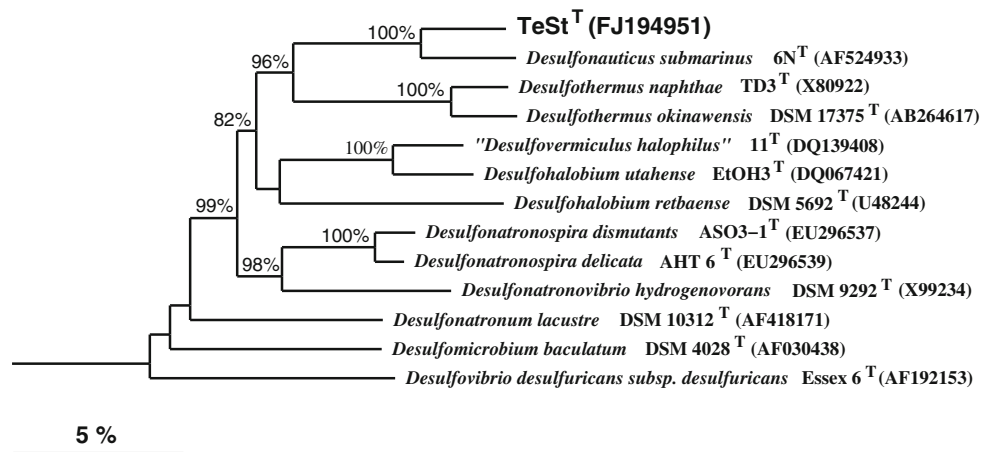 TeSt T (FJ194951)
100%
Desulfonauticus submarinus 6N T (AF524933)
96%
Desulfothermus naphthae TD3 T (X80922)
100%
Desulfothermus okinawensis DSM 17375 T (AB264617)
82%
"Desulfovermiculus halophilus" 11 T (DQ139408)
100%
Desulfohalobium utahense EtOH3 T (DQ067421)
Desulfohalobium retbaense DSM 5692 T (U48244)
99%
Desulfonatronospira dismutants ASO3−1 T (EU296537)
100%
Desulfonatronospira delicata AHT 6 T (EU296539)
98%
Desulfonatronovibrio hydrogenovorans DSM 9292 T (X99234)
Desulfonatronum lacustre DSM 10312 T (AF418171)
Desulfomicrobium baculatum DSM 4028 T (AF030438)
Desulfovibrio desulfuricans subsp. desulfuricans Essex 6 T (AF192153)
5 %